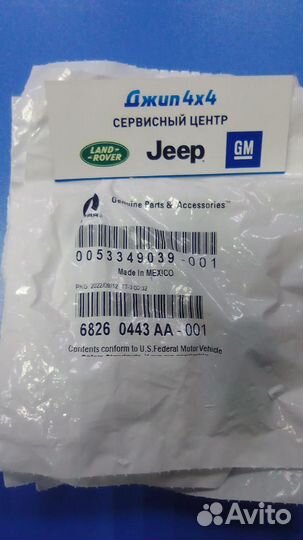 Джип 4x4
СЕРВИСНЫЙ ЦЕНТР
LAND-
ROVER
Jeep
GM
Genuine Parts & Accessories™
0053349039-001
Made in MEXICO
6826 0443 AA-001
Contents conform to U.S.Federal Motor Vehicle
Avito